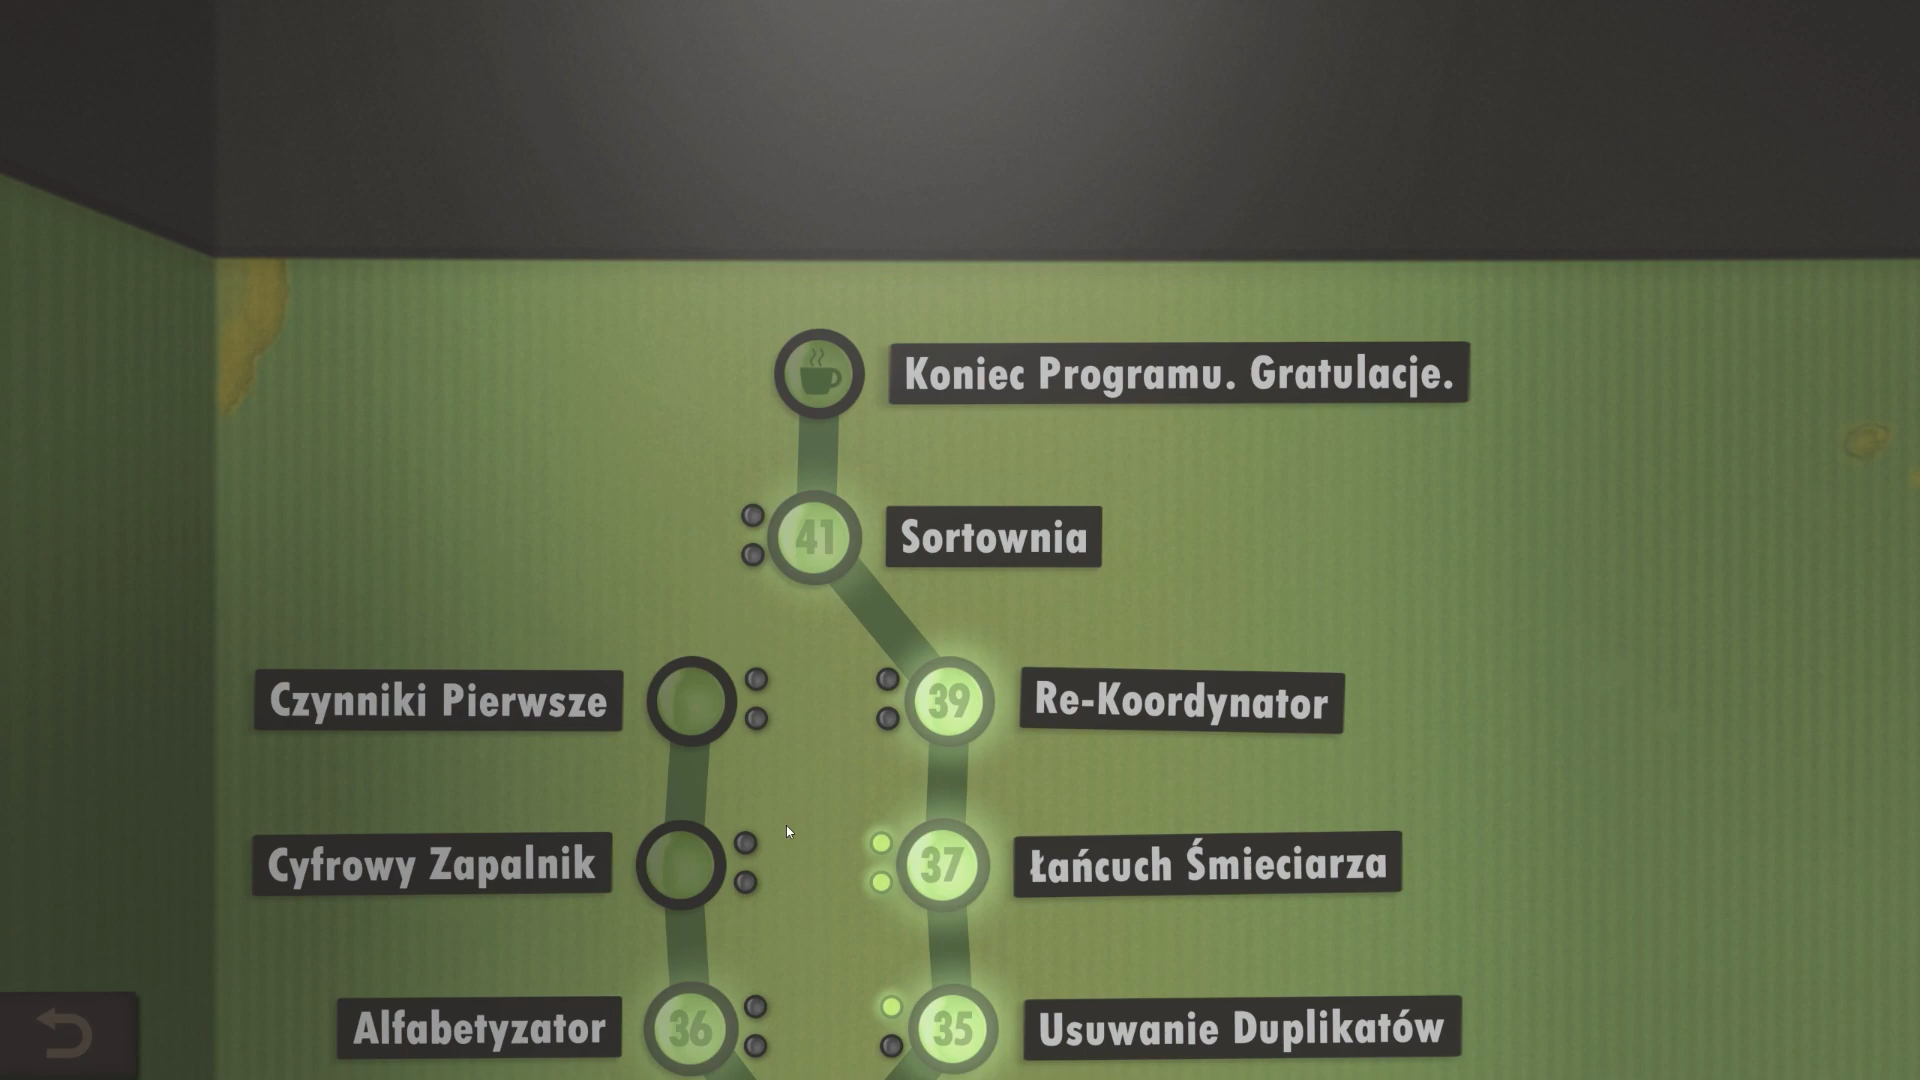 Koniec Programu. Gratulacje.
41
Sortownia
Czynniki Pierwsze
39
Re-Koordynator
Cyfrowy Zapalnik
37
Łańcuch Śmieciarza
Alfabetyzator
36
35
Usuwanie Duplikatów